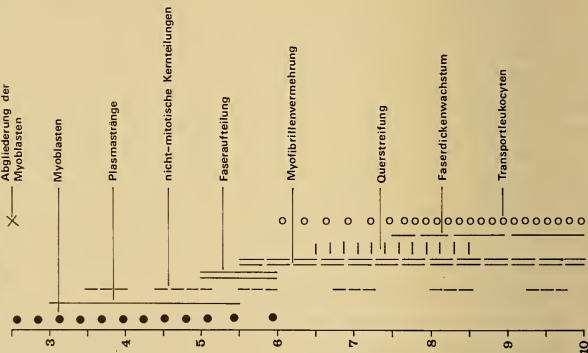 Abgliederung der
Myoblasten
Myoblasten
Plasmastränge
nicht-mitotische Kernteilungen
Faseraufteilung
Myofibrillenvermehrung
Querstreifung
Faserdickenwachstum
Transportleukocyten
3
4
5
6
7
8
9
10